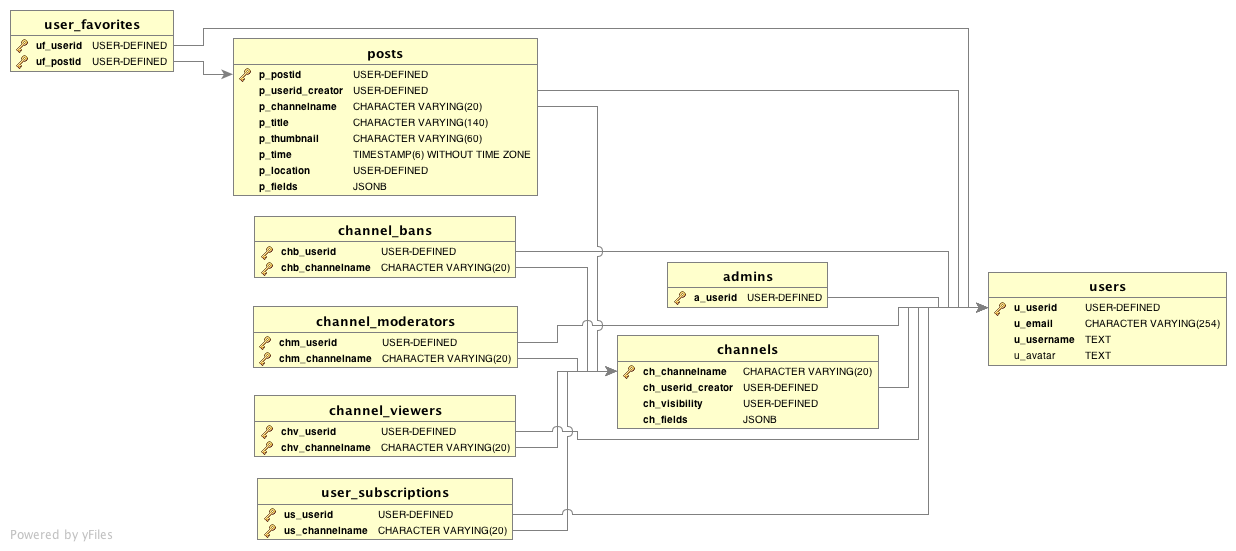 user_favorites
uf_userid USER-DEFINED
uf_postid USER-DEFINED
posts
p_postid USER-DEFINED
p_userid_creator USER-DEFINED
p_channelname CHARACTER VARYING(20)
p_title CHARACTER VARYING(140)
p_thumbnail CHARACTER VARYING(60)
p_time TIMESTAMP(6) WITHOUT TIME ZONE
p_location USER-DEFINED
p_fields JSONB
channel_bans
chb_userid USER-DEFINED
chb_channelname CHARACTER VARYING(20)
admins
a_userid USER-DEFINED
users
u_userid USER-DEFINED
u_email CHARACTER VARYING(254)
u_username TEXT
u_avatar TEXT
channel_moderators
chm_userid USER-DEFINED
chm_channelname CHARACTER VARYING(20)
channels
ch_channelname CHARACTER VARYING(20)
ch_userid_creator USER-DEFINED
ch_visibility USER-DEFINED
ch_fields JSONB
channel_viewers
chv_userid USER-DEFINED
chv_channelname CHARACTER VARYING(20)
user_subscriptions
us_userid USER-DEFINED
us_channelname CHARACTER VARYING(20)
Powered by yFiles